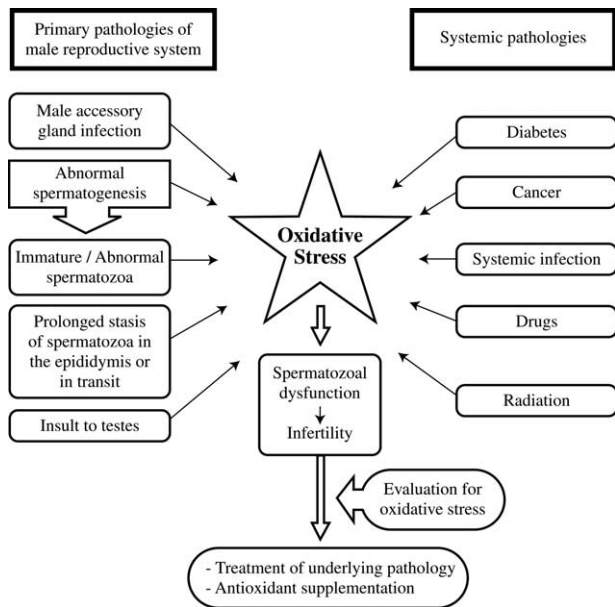 Primary pathologies of
male reproductive system
Systemic pathologies
Male accessory
gland infection
Abnormal
spermatogenesis
Immature / Abnormal
spermatozoa
Prolonged stasis
of spermatozoa in
the epididymis or
in transit
Insult to testes
Oxidative
Stress
Diabetes
Cancer
Systemic infection
Drugs
Radiation
Spermatozoal
dysfunction
Infertility
Evaluation for
oxidative stress
- Treatment of underlying pathology
- Antioxidant supplementation